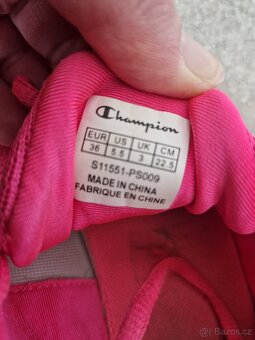 Champion
EUR US UK CM
36 5.5 3 22.5
S11551-PS009
MADE IN CHINA
FABRIQUE EN CHINE
Bazos.cz